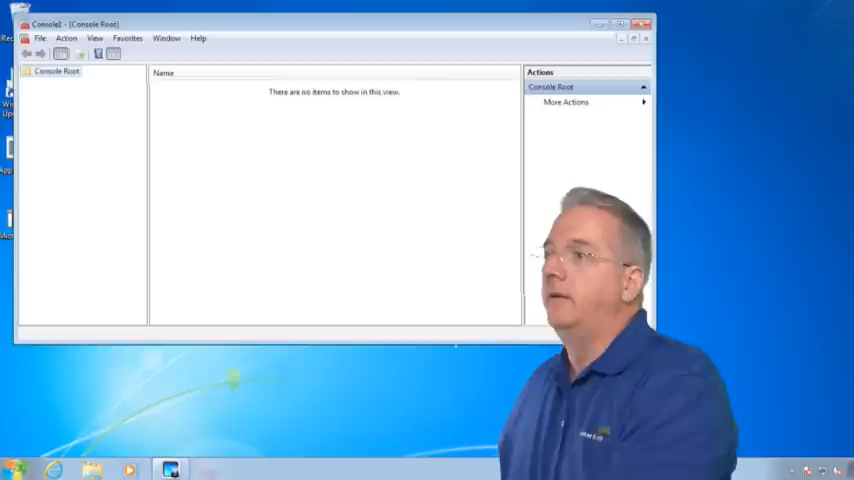 Console1 - [Console Root]
File Action View Favorites Window Help
Console Root
Name
There are no items to show in this view.
Actions
Console Root
More Actions